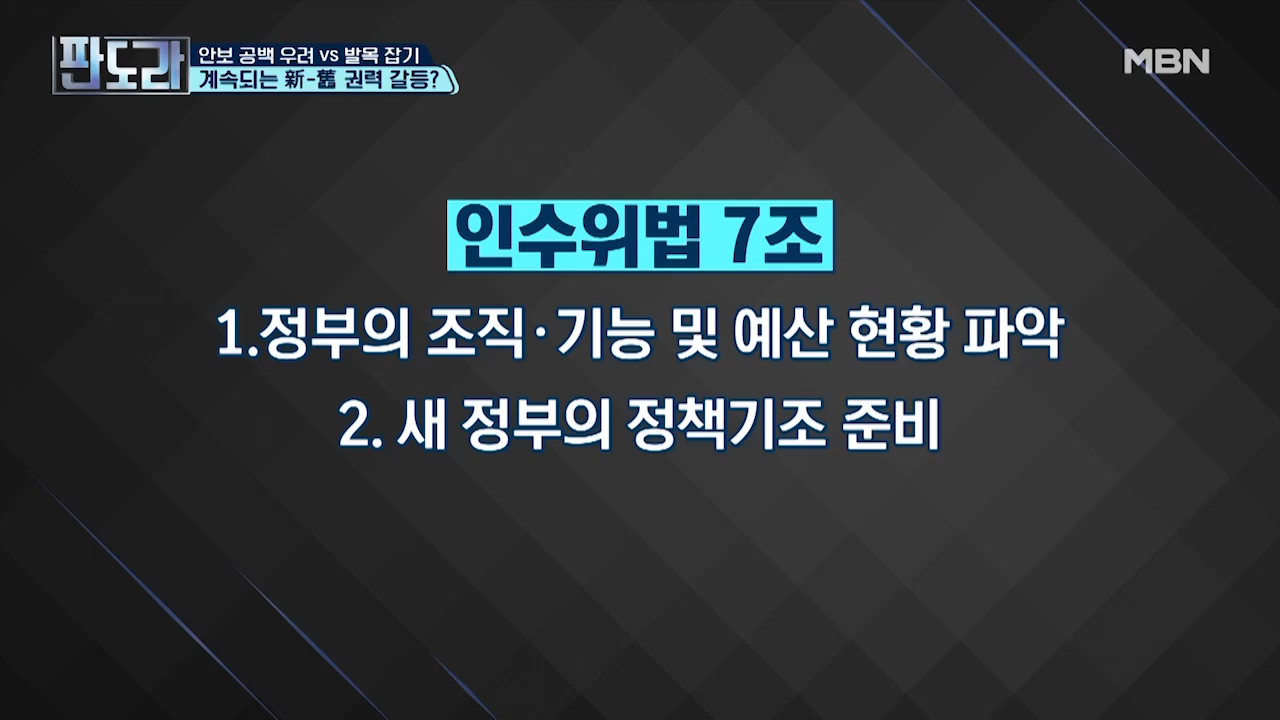 판도라
안보 공백 우려 vs 발목 잡기
계속되는 新-舊 권력 갈등?
MBN
인수위법 7조
1.정부의 조직·기능 및 예산 현황 파악
2. 새 정부의 정책기조 준비